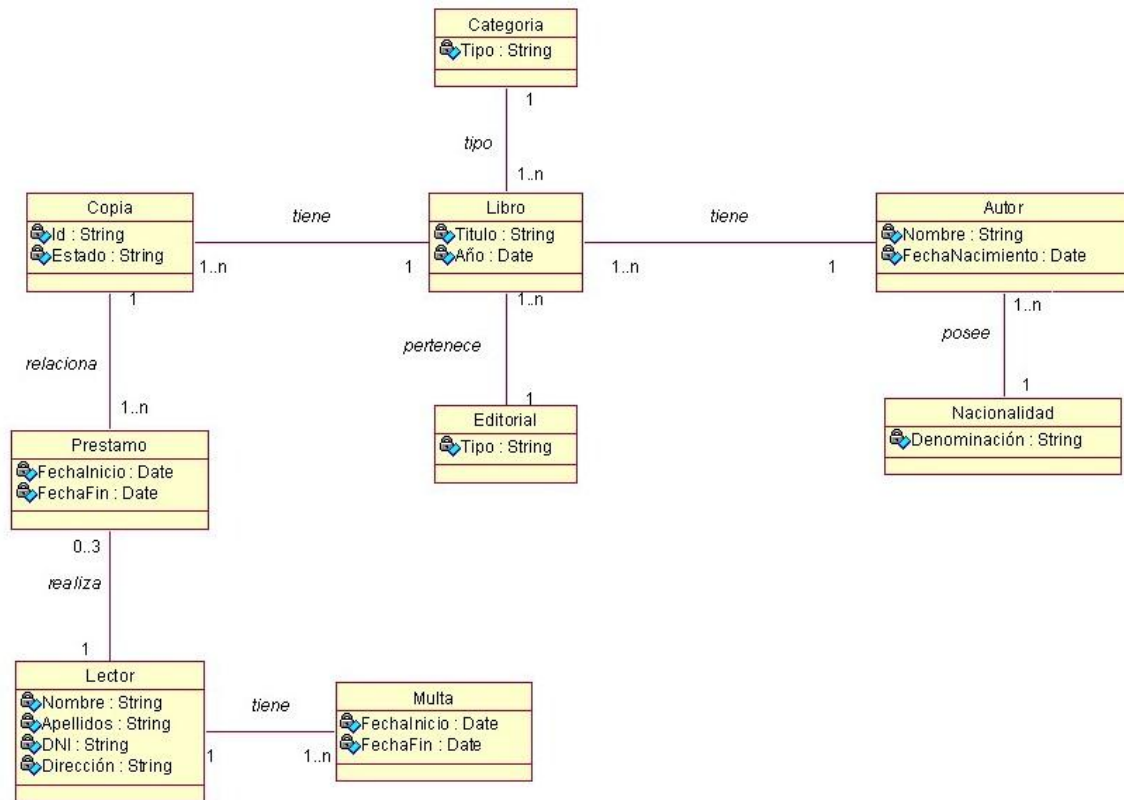 Categoria
Tipo : String
1
tipo
1..n
Copia
Id : String
Estado : String
tiene
1..n
1
Libro
Titulo : String
Año : Date
tiene
1..n
1
Autor
Nombre : String
FechaNacimiento : Date
1
relaciona
1..n
1..n
pertenece
1
1..n
posee
1
Prestamo
FechaInicio : Date
FechaFin : Date
Editorial
Tipo : String
Nacionalidad
Denominación : String
0..3
realiza
1
Lector
Nombre : String
Apellidos : String
DNI : String
Dirección : String
tiene
1
1..n
Multa
FechaInicio : Date
FechaFin : Date